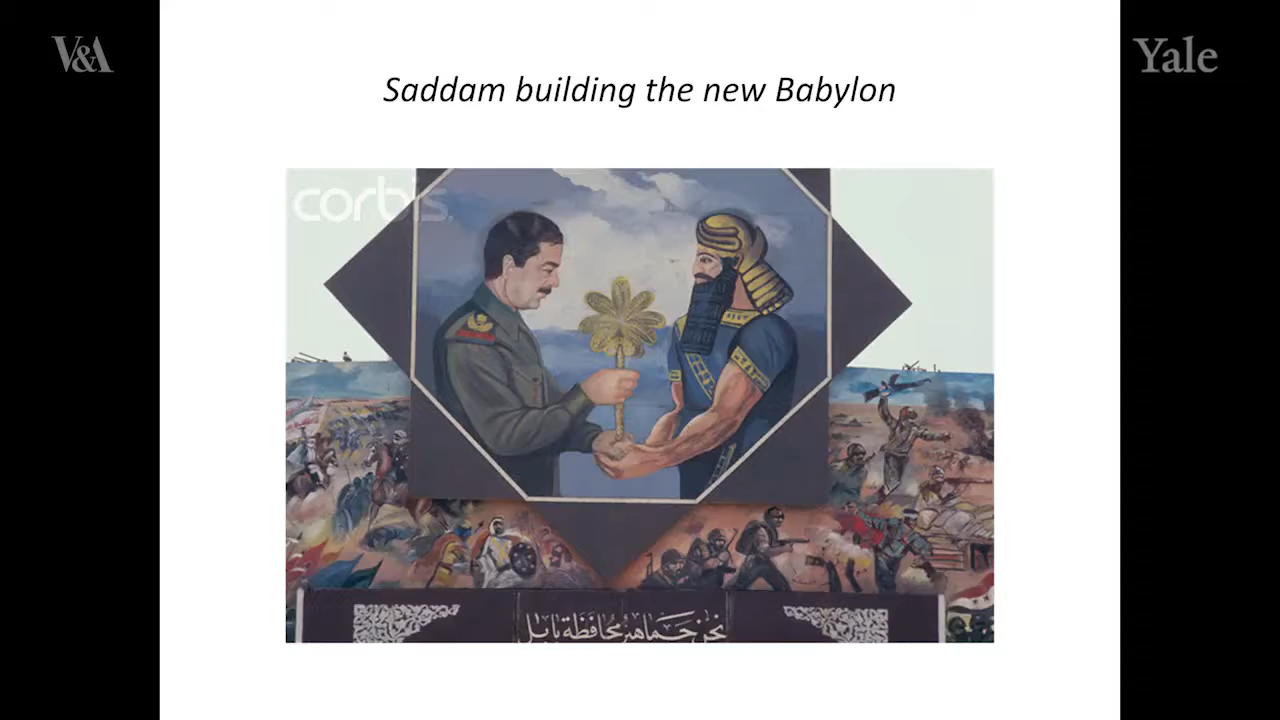 V&A
Yale
Saddam building the new Babylon
corbis
نحن جماهير محافظة بابل